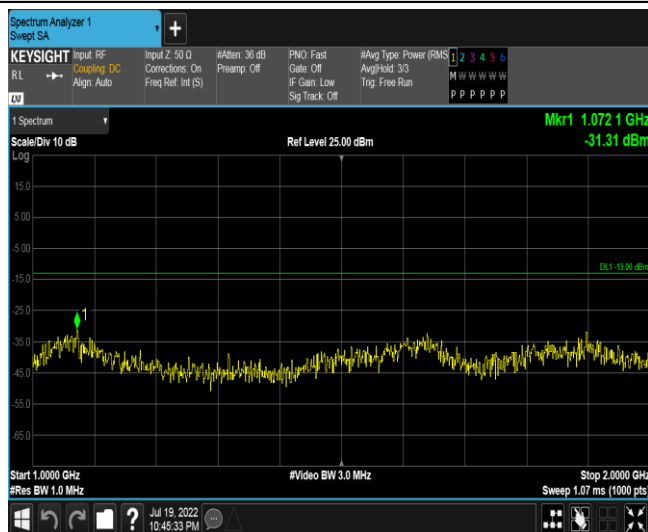 Spectrum Analyzer 1
Swept SA
+
KEYSIGHT Input: RF Input Z: 50 Ω #Atten: 36 dB PNO: Fast #Avg Type: Power (RMS 1 2 3 4 5 6
RL Coupling: DC Corrections: On Preamp: Off Gate: Off Avg|Hold: 3/3 M W W W W W
Align: Auto Freq Ref: Int (S) IF Gain: Low Trig: Free Run
Sig Track: Off P P P P P P
LXI
1 Spectrum Mkr1 1.072 1 GHz
Scale/Div 10 dB Ref Level 25.00 dBm -31.31 dBm
Log
15.0
5.00
-5.00
DL1 -13.00 dBm
-15.0
-25.0
1
-35.0
-45.0
-55.0
-65.0
Start 1.0000 GHz #Video BW 3.0 MHz Stop 2.0000 GHz
#Res BW 1.0 MHz Sweep 1.07 ms (1000 pts)
? Jul 19, 2022
10:45:33 PM